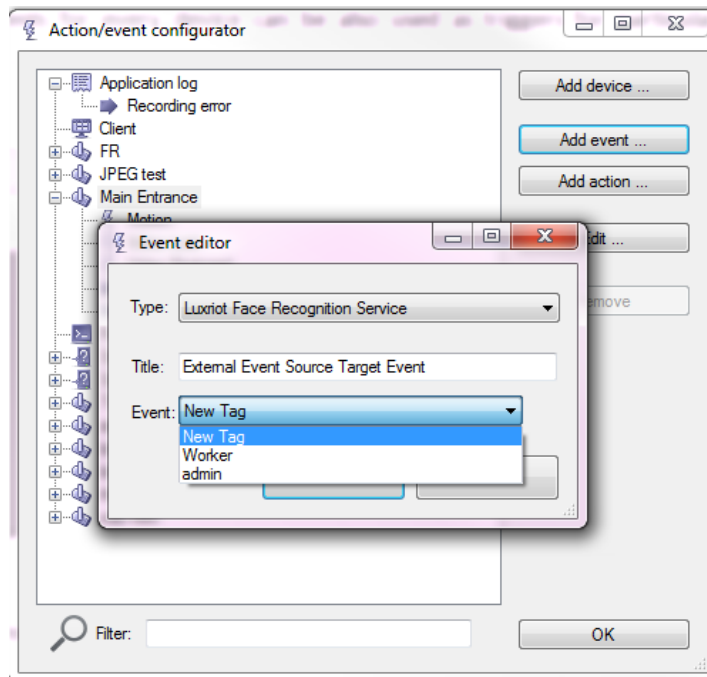 Action/event configurator
Application log
Recording error
Client
FR
JPEG test
Main Entrance
Motion
Add device ...
Add event ...
Add action ...
Edit ...
Event editor
Type:
Luxriot Face Recognition Service
Title:
External Event Source Target Event
Event:
New Tag
New Tag
Worker
admin
Filter:
OK